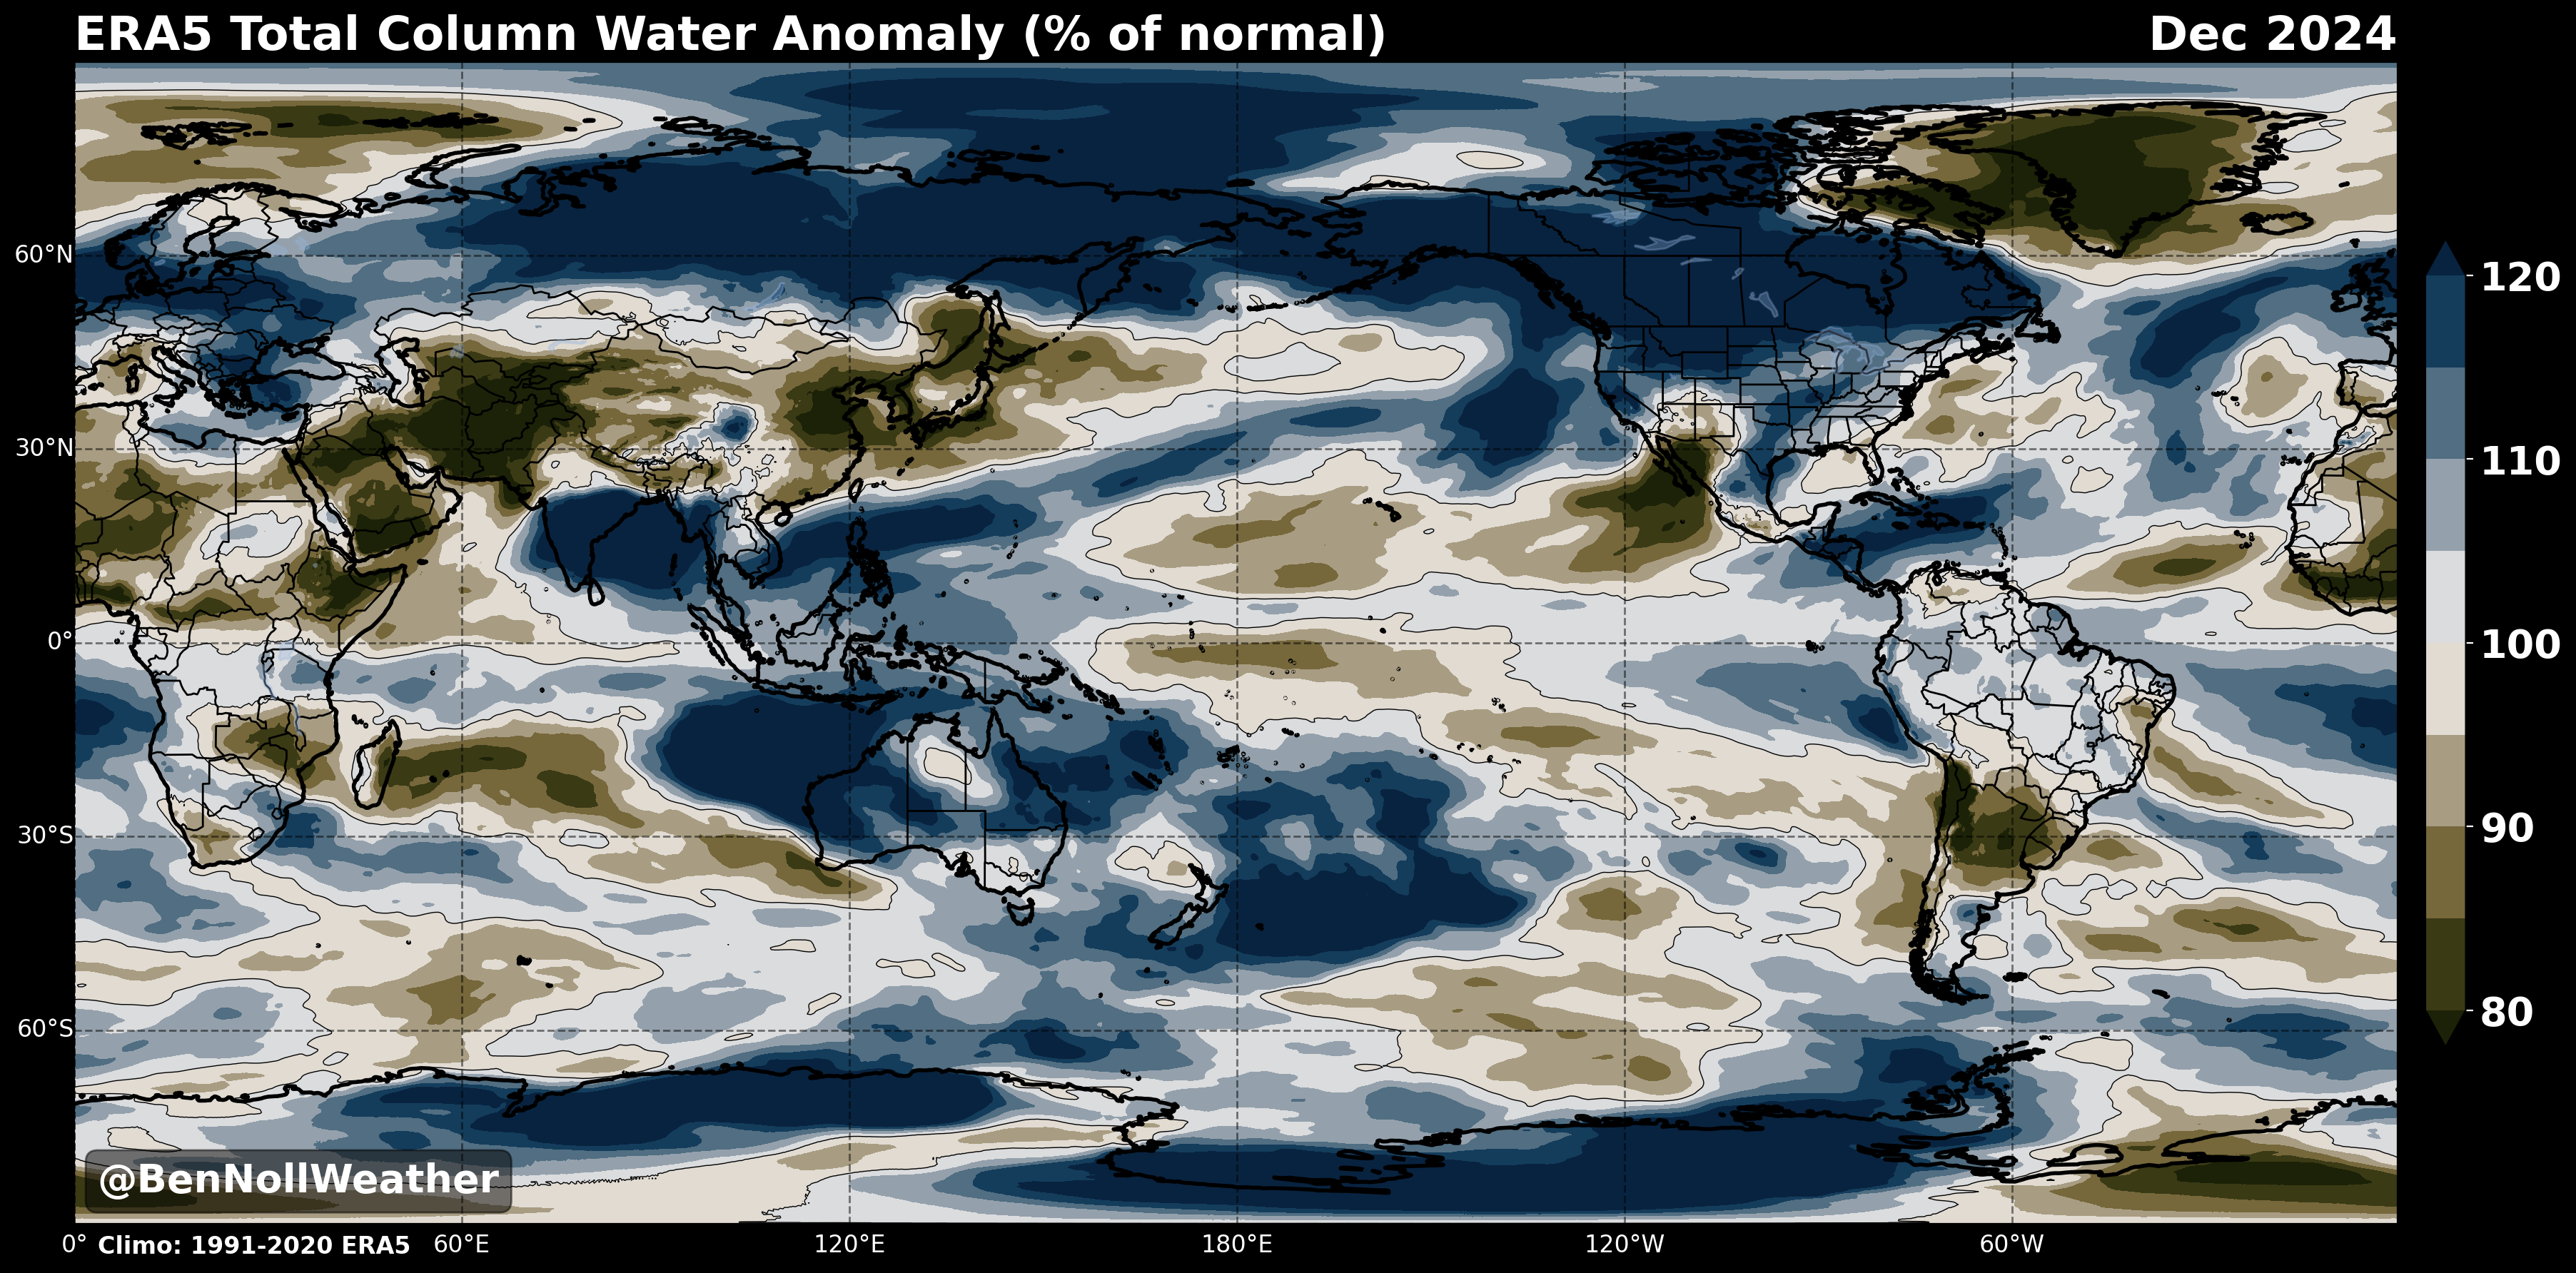 ERA5 Total Column Water Anomaly (% of normal)
Dec 2024
60°N
30°N
0°
30°S
60°S
120
110
100
90
80
@BenNollWeather
0°
Climo: 1991-2020 ERA5
60°E
120°E
180°E
120°W
60°W